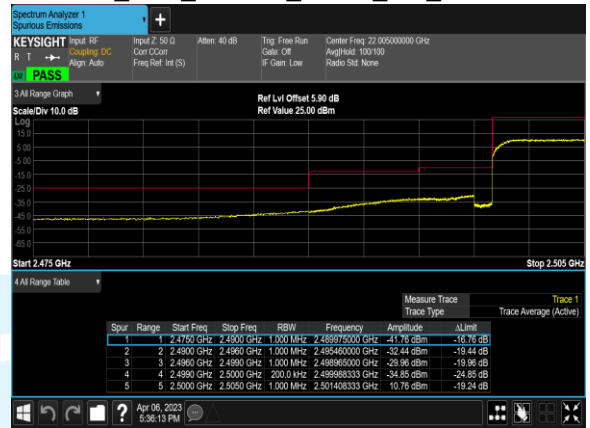 Spectrum Analyzer 1
Spurious Emissions
KEYSIGHT Input: RF Input Z: 50 Ω Atten: 40 dB Trig: Free Run Center Freq: 22.005000000 GHz
R T Coupling: DC Corr CCorr Gate: Off Avg|Hold: 100/100
Align: Auto Freq Ref: Int (S) IF Gain: Low Radio Std: None
PASS
3 All Range Graph
Ref Lvl Offset 5.90 dB
Scale/Div 10.0 dB Ref Value 25.00 dBm
Log
15.0
5.00
-5.00
-15.0
-25.0
-35.0
-45.0
-55.0
-65.0
Start 2.475 GHz Stop 2.505 GHz
4 All Range Table
Measure Trace Trace 1
Trace Type Trace Average (Active)
Spur Range Start Freq Stop Freq RBW Frequency Amplitude ΔLimit
1 1 2.4750 GHz 2.4900 GHz 1.000 MHz 2.489975000 GHz -41.76 dBm -16.76 dB
2 2 2.4900 GHz 2.4960 GHz 1.000 MHz 2.495460000 GHz -32.44 dBm -19.44 dB
3 3 2.4960 GHz 2.4990 GHz 1.000 MHz 2.498965000 GHz -29.96 dBm -19.96 dB
4 4 2.4990 GHz 2.5000 GHz 200.0 kHz 2.499988333 GHz -34.85 dBm -24.85 dB
5 5 2.5000 GHz 2.5050 GHz 1.000 MHz 2.501408333 GHz 10.76 dBm -19.24 dB
Apr 06, 2023
5:36:13 PM